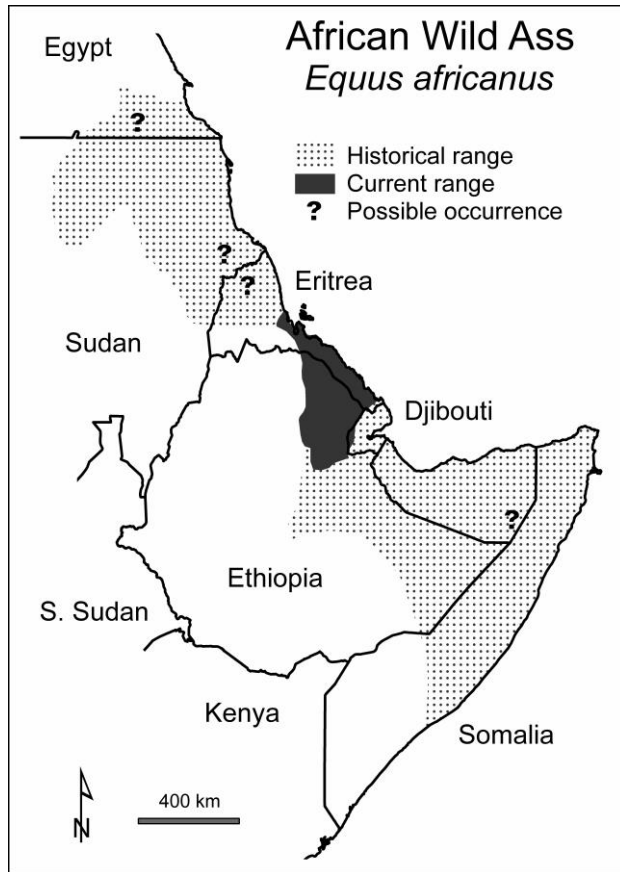 African Wild Ass
Equus africanus
Egypt
?
Historical range
Current range
? Possible occurrence
?
?
Eritrea
Sudan
Djibouti
?
Ethiopia
S. Sudan
Kenya
Somalia
N
400 km